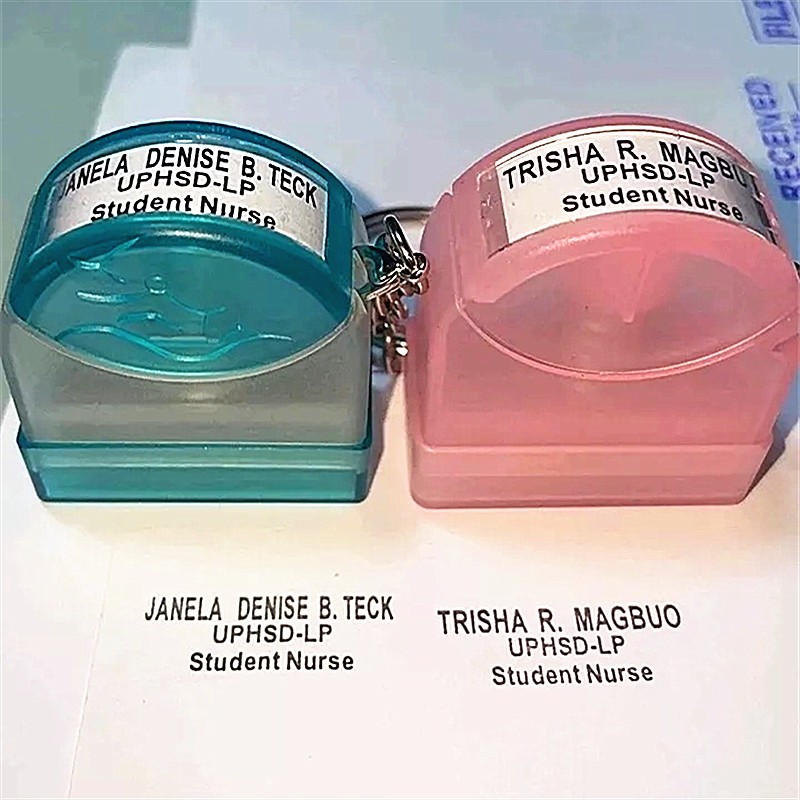 JANELA DENISE B. TECK
UPHSD-LP
Student Nurse
TRISHA R. MAGBU
UPHSD-LP
Student Nurse
RECEIVED
JANELA DENISE B. TECK
UPHSD-LP
Student Nurse
TRISHA R. MAGBUO
UPHSD-LP
Student Nurse